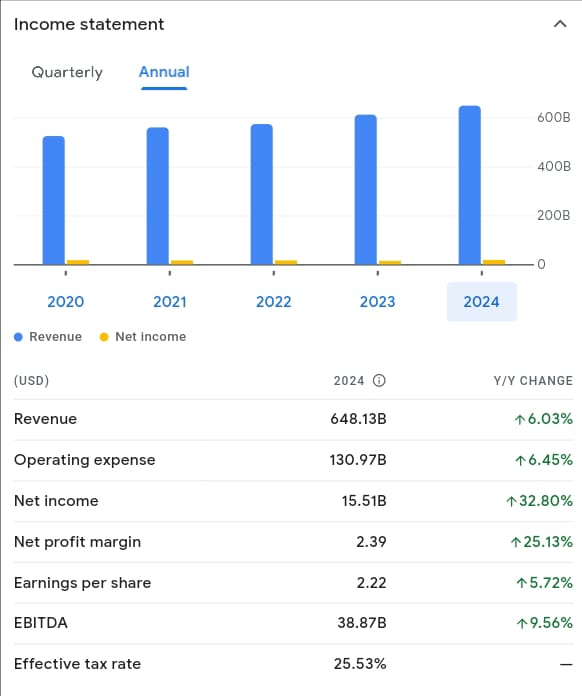 Income statement
Quarterly Annual
600B
400B
200B
0
2020 2021 2022 2023 2024
Revenue Net income
(USD) 2024 Y/Y CHANGE
Revenue 648.13B ↑6.03%
Operating expense 130.97B ↑6.45%
Net income 15.51B ↑32.80%
Net profit margin 2.39 ↑25.13%
Earnings per share 2.22 ↑5.72%
EBITDA 38.87B ↑9.56%
Effective tax rate 25.53% —